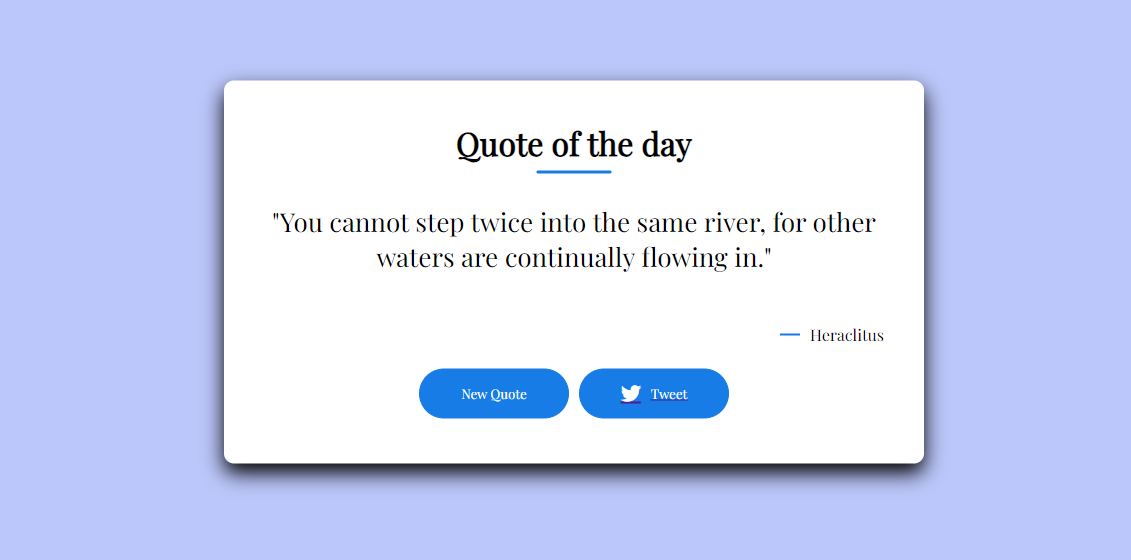 Quote of the day
"You cannot step twice into the same river, for other
waters are continually flowing in."
— Heraclitus
New Quote
Tweet